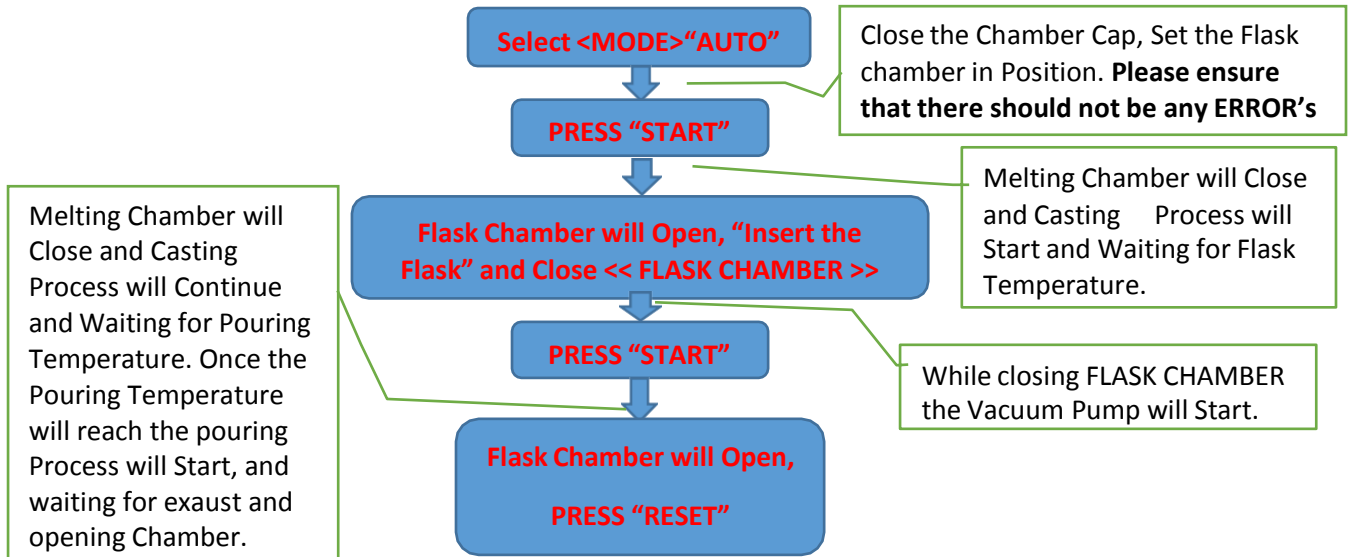 Select <MODE>“AUTO”
Close the Chamber Cap, Set the Flask
chamber in Position. Please ensure
that there should not be any ERROR's
PRESS “START”
Melting Chamber will Close
and Casting Process will
Start and Waiting for Flask
Temperature.
Flask Chamber will Open, “Insert the
Flask” and Close << FLASK CHAMBER >>
While closing FLASK CHAMBER
the Vacuum Pump will Start.
PRESS “START”
Melting Chamber will
Close and Casting
Process will Continue
and Waiting for Pouring
Temperature. Once the
Pouring Temperature
will reach the pouring
Process will Start, and
waiting for exaust and
opening Chamber.
Flask Chamber will Open,
PRESS “RESET”